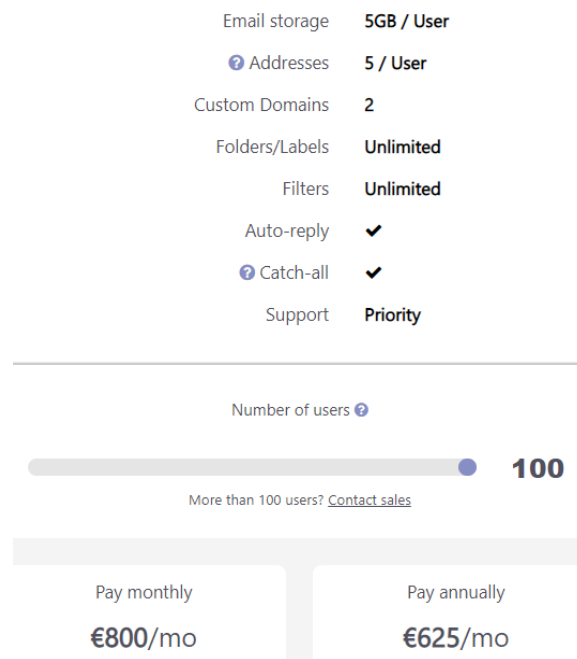 Email storage 5GB / User
Addresses 5 / User
Custom Domains 2
Folders/Labels Unlimited
Filters Unlimited
Auto-reply ✔
Catch-all ✔
Support Priority
Number of users
100
More than 100 users? Contact sales
Pay monthly Pay annually
€800/mo €625/mo